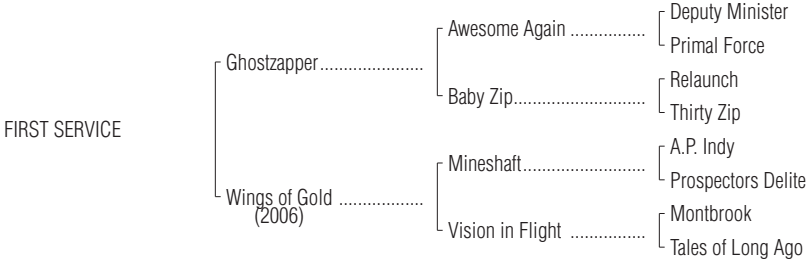 Deputy Minister
Awesome Again ................
Primal Force
Ghostzapper......................
Relaunch
Baby Zip............................
Thirty Zip
FIRST SERVICE
A.P. Indy
Mineshaft..........................
Prospectors Delite
Wings of Gold ..................
(2006)
Montbrook
Vision in Flight ................
Tales of Long Ago